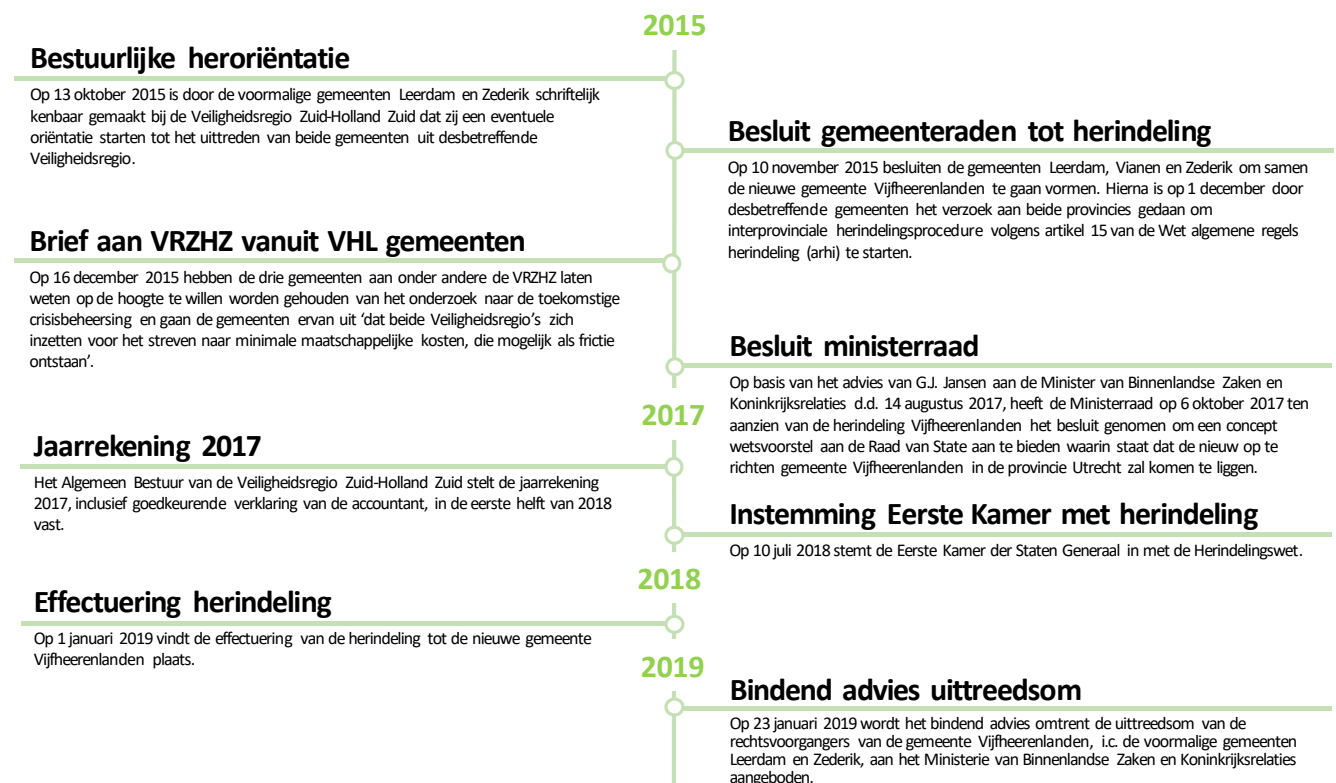 2015
Bestuurlijke heroriëntatie
Op 13 oktober 2015 is door de voormalige gemeenten Leerdam en Zederik schriftelijk
kenbaar gemaakt bij de Veiligheidsregio Zuid-Holland Zuid dat zij een eventuele
oriëntatie starten tot het uittreden van beide gemeenten uit desbetreffende
Veiligheidsregio.
Besluit gemeenteraden tot herindeling
Op 10 november 2015 besluiten de gemeenten Leerdam, Vianen en Zederik om samen
de nieuwe gemeente Vijfheerenlanden te gaan vormen. Hierna is op 1 december door
desbetreffende gemeenten het verzoek aan beide provincies gedaan om
interprovinciale herindelingsprocedure volgens artikel 15 van de Wet algemene regels
herindeling (arhi) te starten.
Brief aan VRZHZ vanuit VHL gemeenten
Op 16 december 2015 hebben de drie gemeenten aan onder andere de VRZHZ laten
weten op de hoogte te willen worden gehouden van het onderzoek naar de toekomstige
crisisbeheersing en gaan de gemeenten ervan uit ‘dat beide Veiligheidsregio’s zich
inzetten voor het streven naar minimale maatschappelijke kosten, die mogelijk als frictie
ontstaan’.
Besluit ministerraad
Op basis van het advies van G.J. Jansen aan de Minister van Binnenlandse Zaken en
Koninkrijksrelaties d.d. 14 augustus 2017, heeft de Ministerraad op 6 oktober 2017 ten
aanzien van de herindeling Vijfheerenlanden het besluit genomen om een concept
wetsvoorstel aan de Raad van State aan te bieden waarin staat dat de nieuw op te
richten gemeente Vijfheerenlanden in de provincie Utrecht zal komen te liggen.
2017
Jaarrekening 2017
Het Algemeen Bestuur van de Veiligheidsregio Zuid-Holland Zuid stelt de jaarrekening
2017, inclusief goedkeurende verklaring van de accountant, in de eerste helft van 2018
vast.
Instemming Eerste Kamer met herindeling
Op 10 juli 2018 stemt de Eerste Kamer der Staten Generaal in met de Herindelingswet.
2018
Effectuering herindeling
Op 1 januari 2019 vindt de effectuering van de herindeling tot de nieuwe gemeente
Vijfheerenlanden plaats.
2019
Bindend advies uittreedsom
Op 23 januari 2019 wordt het bindend advies omtrent de uittreedsom van de
rechtsvoorgangers van de gemeente Vijfheerenlanden, i.c. de voormalige gemeenten
Leerdam en Zederik, aan het Ministerie van Binnenlandse Zaken en Koninkrijksrelaties
aangeboden.